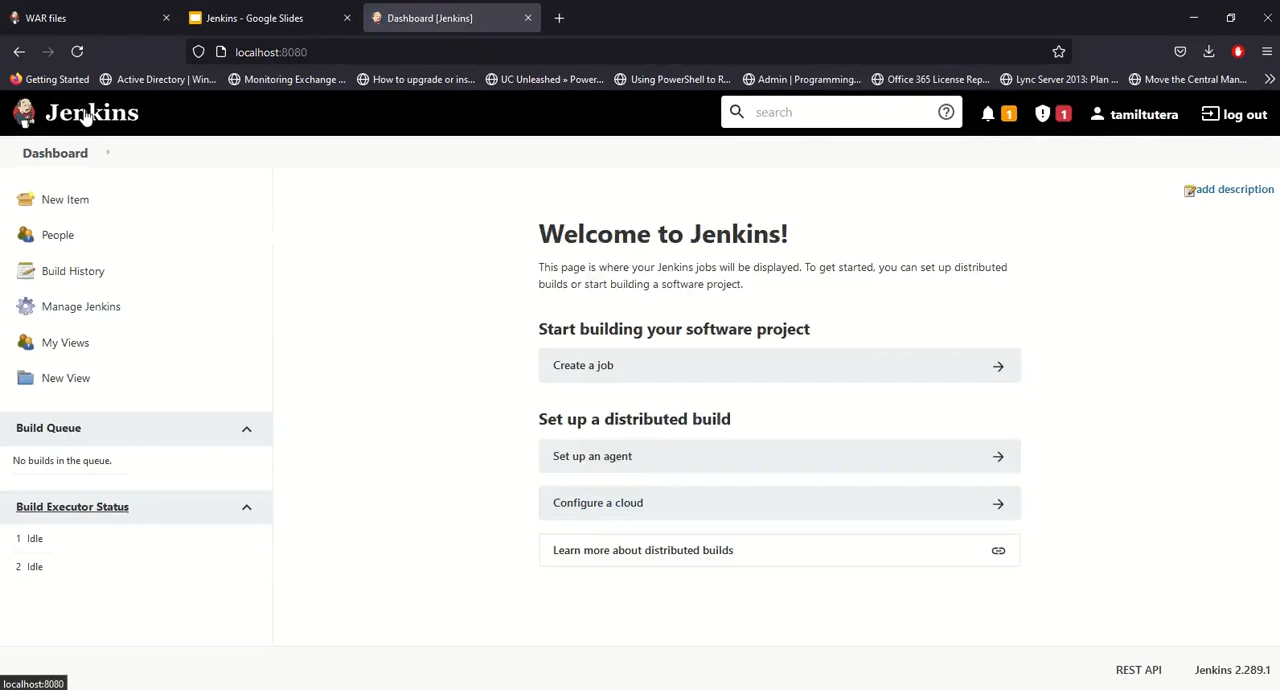 WAR files
Jenkins - Google Slides
Dashboard [Jenkins]
localhost:8080
Getting Started
Active Directory | Win...
Monitoring Exchange ...
How to upgrade or ins...
UC Unleashed » Power...
Using PowerShell to R...
Admin | Programming...
Office 365 License Rep...
Lync Server 2013: Plan ...
Move the Central Man...
Jenkins
search
1
1
tamiltutera
log out
Dashboard
add description
New Item
People
Build History
Manage Jenkins
My Views
New View
Build Queue
No builds in the queue.
Build Executor Status
1 Idle
2 Idle
Welcome to Jenkins!
This page is where your Jenkins jobs will be displayed. To get started, you can set up distributed
builds or start building a software project.
Start building your software project
Create a job
Set up a distributed build
Set up an agent
Configure a cloud
Learn more about distributed builds
REST API
Jenkins 2.289.1
localhost:8080